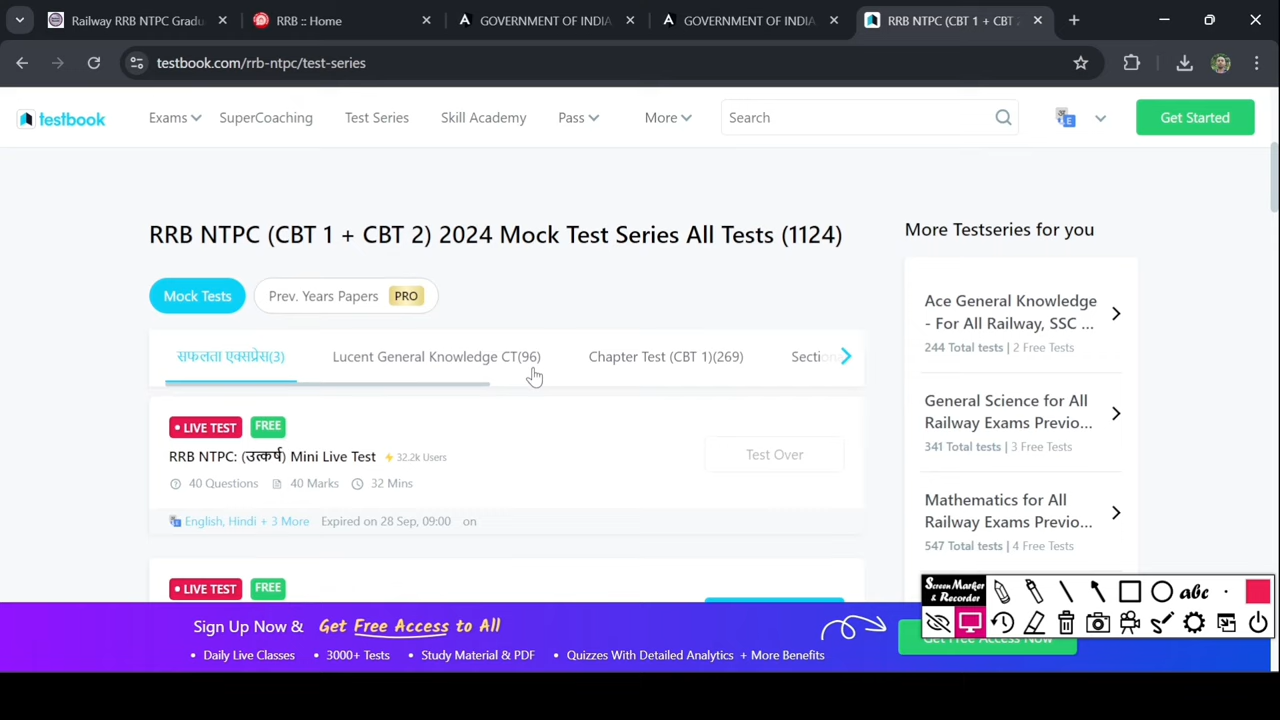 Railway RRB NTPC Gradu
RRB :: Home
GOVERNMENT OF INDIA
GOVERNMENT OF INDIA
RRB NTPC (CBT 1 + CBT 2
testbook.com/rrb-ntpc/test-series
testbook
Exams
SuperCoaching
Test Series
Skill Academy
Pass
More
Search
Get Started
RRB NTPC (CBT 1 + CBT 2) 2024 Mock Test Series All Tests (1124)
Mock Tests
Prev. Years Papers PRO
सफलता एक्सप्रेस(3)
Lucent General Knowledge CT(96)
Chapter Test (CBT 1)(269)
Section
• LIVE TEST FREE
RRB NTPC: (उत्कर्ष) Mini Live Test 32.2k Users
40 Questions 40 Marks 32 Mins
Test Over
English, Hindi + 3 More Expired on 28 Sep, 09:00 on
• LIVE TEST FREE
More Testseries for you
Ace General Knowledge
- For All Railway, SSC ...
244 Total tests | 2 Free Tests
General Science for All
Railway Exams Previo...
341 Total tests | 3 Free Tests
Mathematics for All
Railway Exams Previo...
547 Total tests | 4 Free Tests
Screen Marker
& Recorder
abc
Sign Up Now & Get Free Access to All
• Daily Live Classes • 3000+ Tests • Study Material & PDF • Quizzes With Detailed Analytics + More Benefits
Get Free Access Now